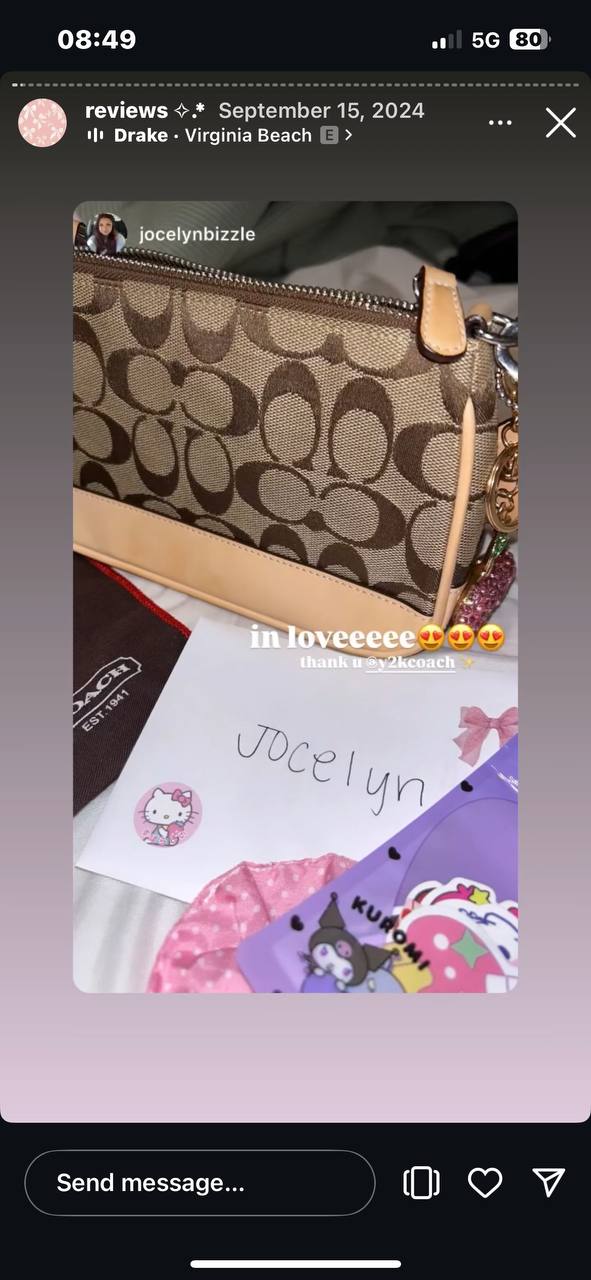 08:49 5G 80
reviews ✧.* September 15, 2024
Drake · Virginia Beach E >
jocelynbizzle
in loveeeee😍😍😍
thank u @y2kcoach ✨
EST. 1941
Jocelyn
KUROMI
Send message...